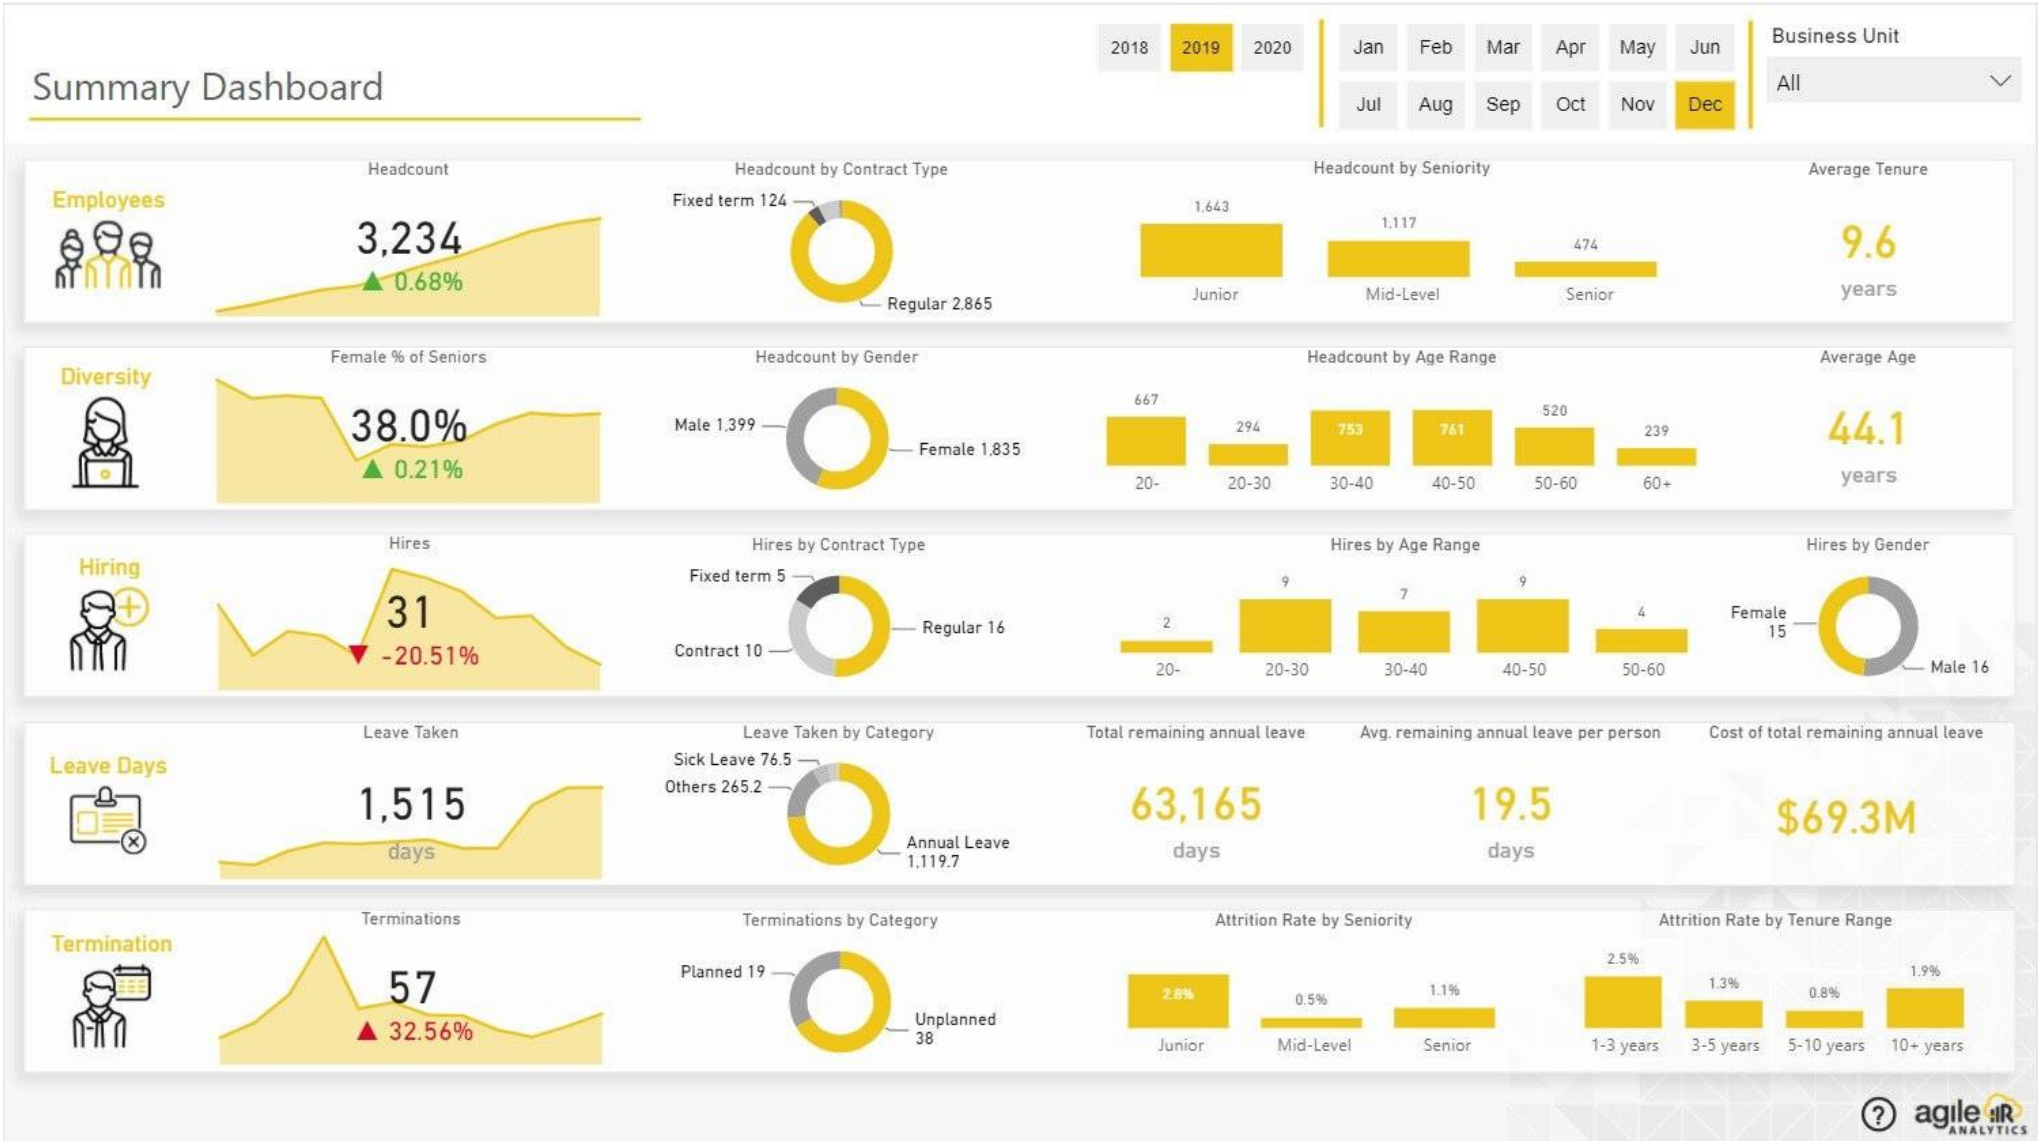 2018 2019 2020
Jan Feb Mar Apr May Jun
Business Unit
Summary Dashboard
All
Jul Aug Sep Oct Nov Dec
Employees
Headcount
3,234
0.68%
Headcount by Contract Type
Fixed term 124
Regular 2,865
Headcount by Seniority
1,643 1,117 474
Junior Mid-Level Senior
Average Tenure
9.6
years
Diversity
Female % of Seniors
38.0%
0.21%
Headcount by Gender
Male 1,399
Female 1,835
Headcount by Age Range
667 294 753 761 520 239
20- 20-30 30-40 40-50 50-60 60+
Average Age
44.1
years
Hiring
Hires
31
-20.51%
Hires by Contract Type
Fixed term 5
Regular 16
Contract 10
Hires by Age Range
2 9 7 9 4
20- 20-30 30-40 40-50 50-60
Hires by Gender
Female
15
Male 16
Leave Days
Leave Taken
1,515
days
Leave Taken by Category
Sick Leave 76.5
Others 265.2
Annual Leave
1,119.7
Total remaining annual leave
63,165
days
Avg. remaining annual leave per person
19.5
days
Cost of total remaining annual leave
$69.3M
Termination
Terminations
57
32.56%
Terminations by Category
Planned 19
Unplanned
38
Attrition Rate by Seniority
2.8% 0.5% 1.1%
Junior Mid-Level Senior
Attrition Rate by Tenure Range
2.5% 1.3% 0.8% 1.9%
1-3 years 3-5 years 5-10 years 10+ years
? agile HR
ANALYTICS